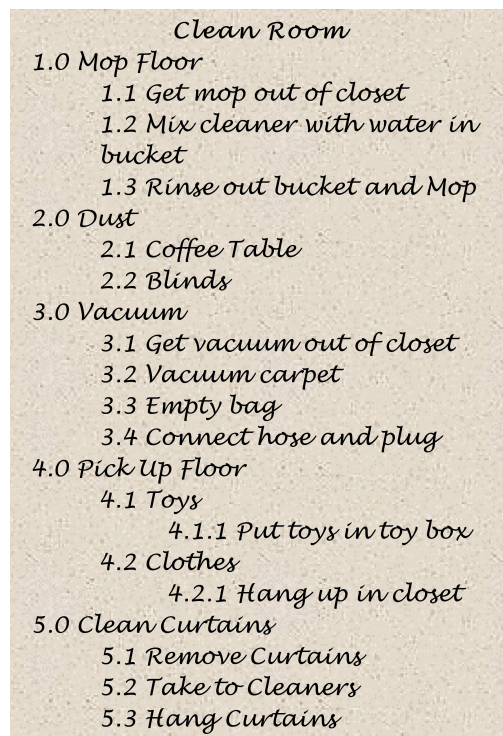 Clean Room
1.0 Mop Floor
1.1 Get mop out of closet
1.2 Mix cleaner with water in
bucket
1.3 Rinse out bucket and Mop
2.0 Dust
2.1 Coffee Table
2.2 Blinds
3.0 Vacuum
3.1 Get vacuum out of closet
3.2 Vacuum carpet
3.3 Empty bag
3.4 Connect hose and plug
4.0 Pick Up Floor
4.1 Toys
4.1.1 Put toys in toy box
4.2 Clothes
4.2.1 Hang up in closet
5.0 Clean Curtains
5.1 Remove Curtains
5.2 Take to Cleaners
5.3 Hang Curtains